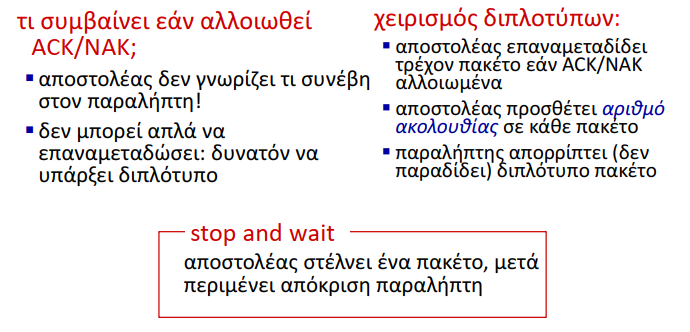 τι συμβαίνει εάν αλλοιωθεί
ACK/NAK;
▪ αποστολέας δεν γνωρίζει τι συνέβη
στον παραλήπτη!
▪ δεν μπορεί απλά να
επαναμεταδώσει: δυνατόν να
υπάρξει διπλότυπο
χειρισμός διπλοτύπων:
▪ αποστολέας επαναμεταδίδει
τρέχον πακέτο εάν ACK/NAK
αλλοιωμένα
▪ αποστολέας προσθέτει αριθμό
ακολουθίας σε κάθε πακέτο
▪ παραλήπτης απορρίπτει (δεν
παραδίδει) διπλότυπο πακέτο
stop and wait
αποστολέας στέλνει ένα πακέτο, μετά
περιμένει απόκριση παραλήπτη